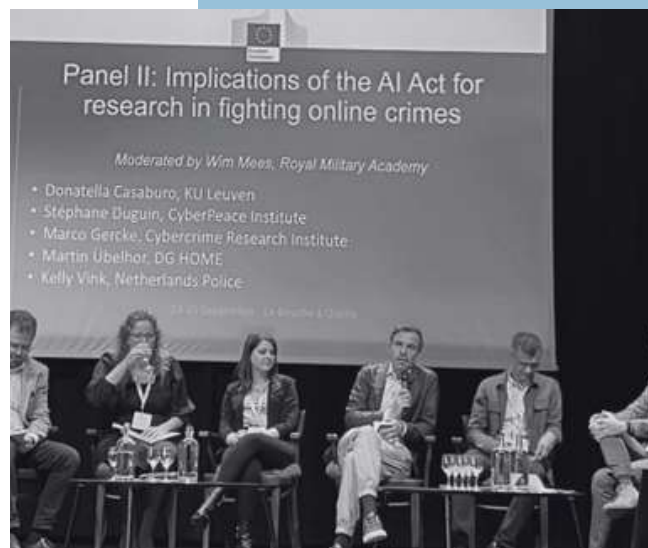 Panel II: Implications of the AI Act for
research in fighting online crimes
Moderated by Wim Mees, Royal Military Academy
• Donatella Casaburo, KU Leuven
• Stéphane Duguin, CyberPeace Institute
• Marco Gercke, Cybercrime Research Institute
• Martin Übelhor, DG HOME
• Kelly Vink, Netherlands Police